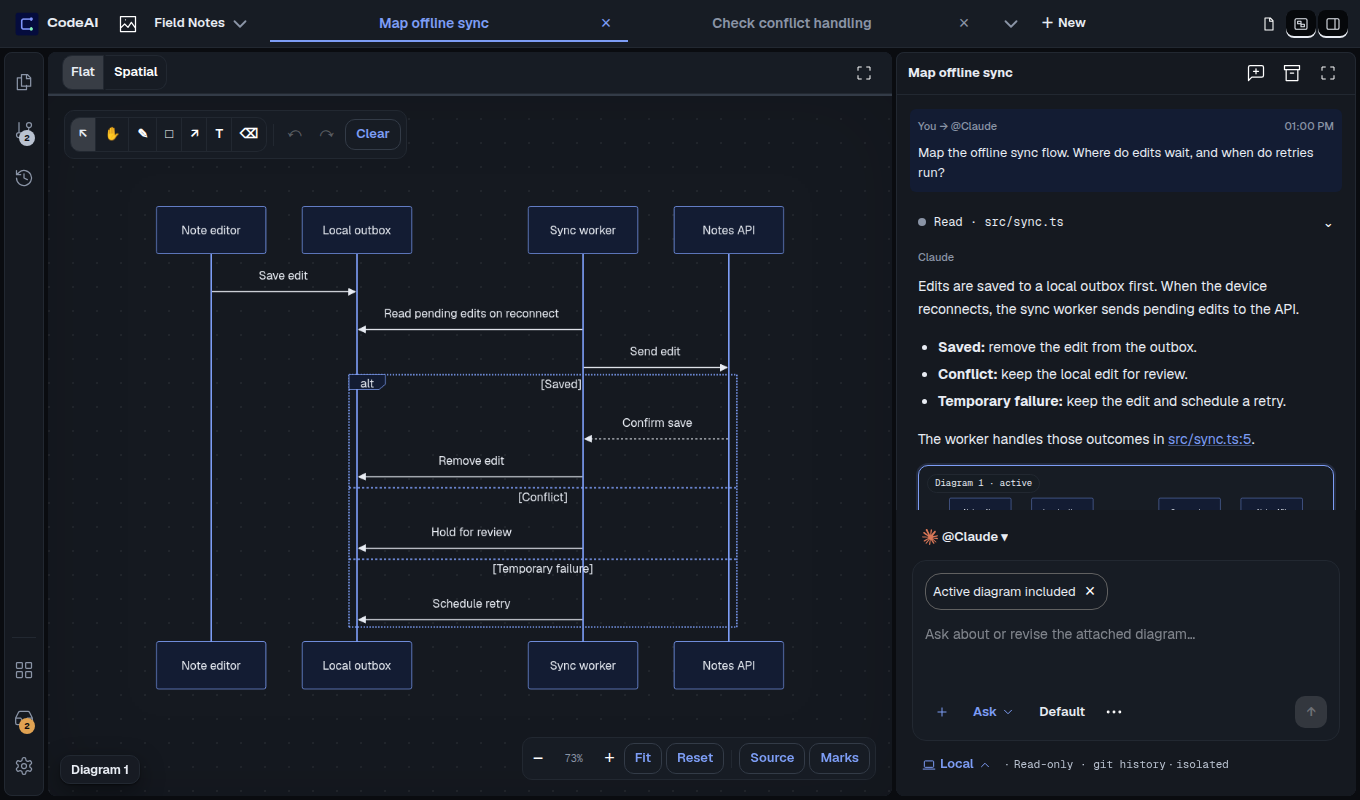 CodeAI
Field Notes
Map offline sync
Check conflict handling
+ New
Flat
Spatial
2
T
Clear
Note editor
Local outbox
Sync worker
Notes API
Save edit
Read pending edits on reconnect
Send edit
alt
[Saved]
Confirm save
Remove edit
[Conflict]
Hold for review
[Temporary failure]
Schedule retry
Note editor
Local outbox
Sync worker
Notes API
2
Diagram 1
73%
Fit
Reset
Source
Marks
Map offline sync
You → @Claude
01:00 PM
Map the offline sync flow. Where do edits wait, and when do retries
run?
Read · src/sync.ts
Claude
Edits are saved to a local outbox first. When the device
reconnects, the sync worker sends pending edits to the API.
Saved: remove the edit from the outbox.
Conflict: keep the local edit for review.
Temporary failure: keep the edit and schedule a retry.
The worker handles those outcomes in src/sync.ts:5.
Diagram 1 · active
@Claude
Active diagram included
Ask about or revise the attached diagram…
Ask
Default
Local
· Read-only · git history · isolated